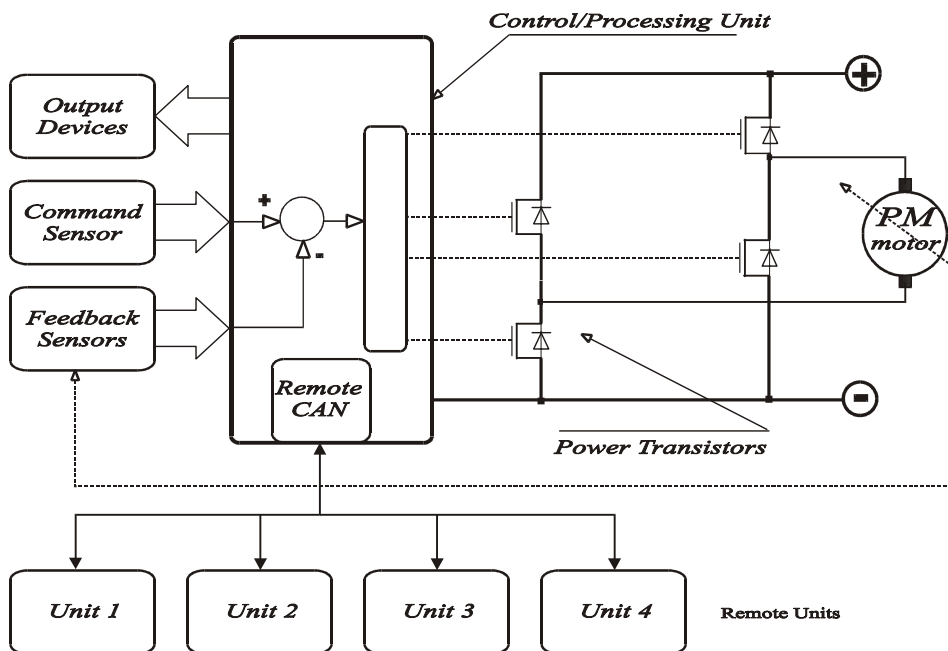 Control/Processing Unit
Output
Devices
+
Command
Sensor
+
-
PM
motor
Feedback
Sensors
Remote
CAN
-
Power Transistors
Unit 1
Unit 2
Unit 3
Unit 4
Remote Units